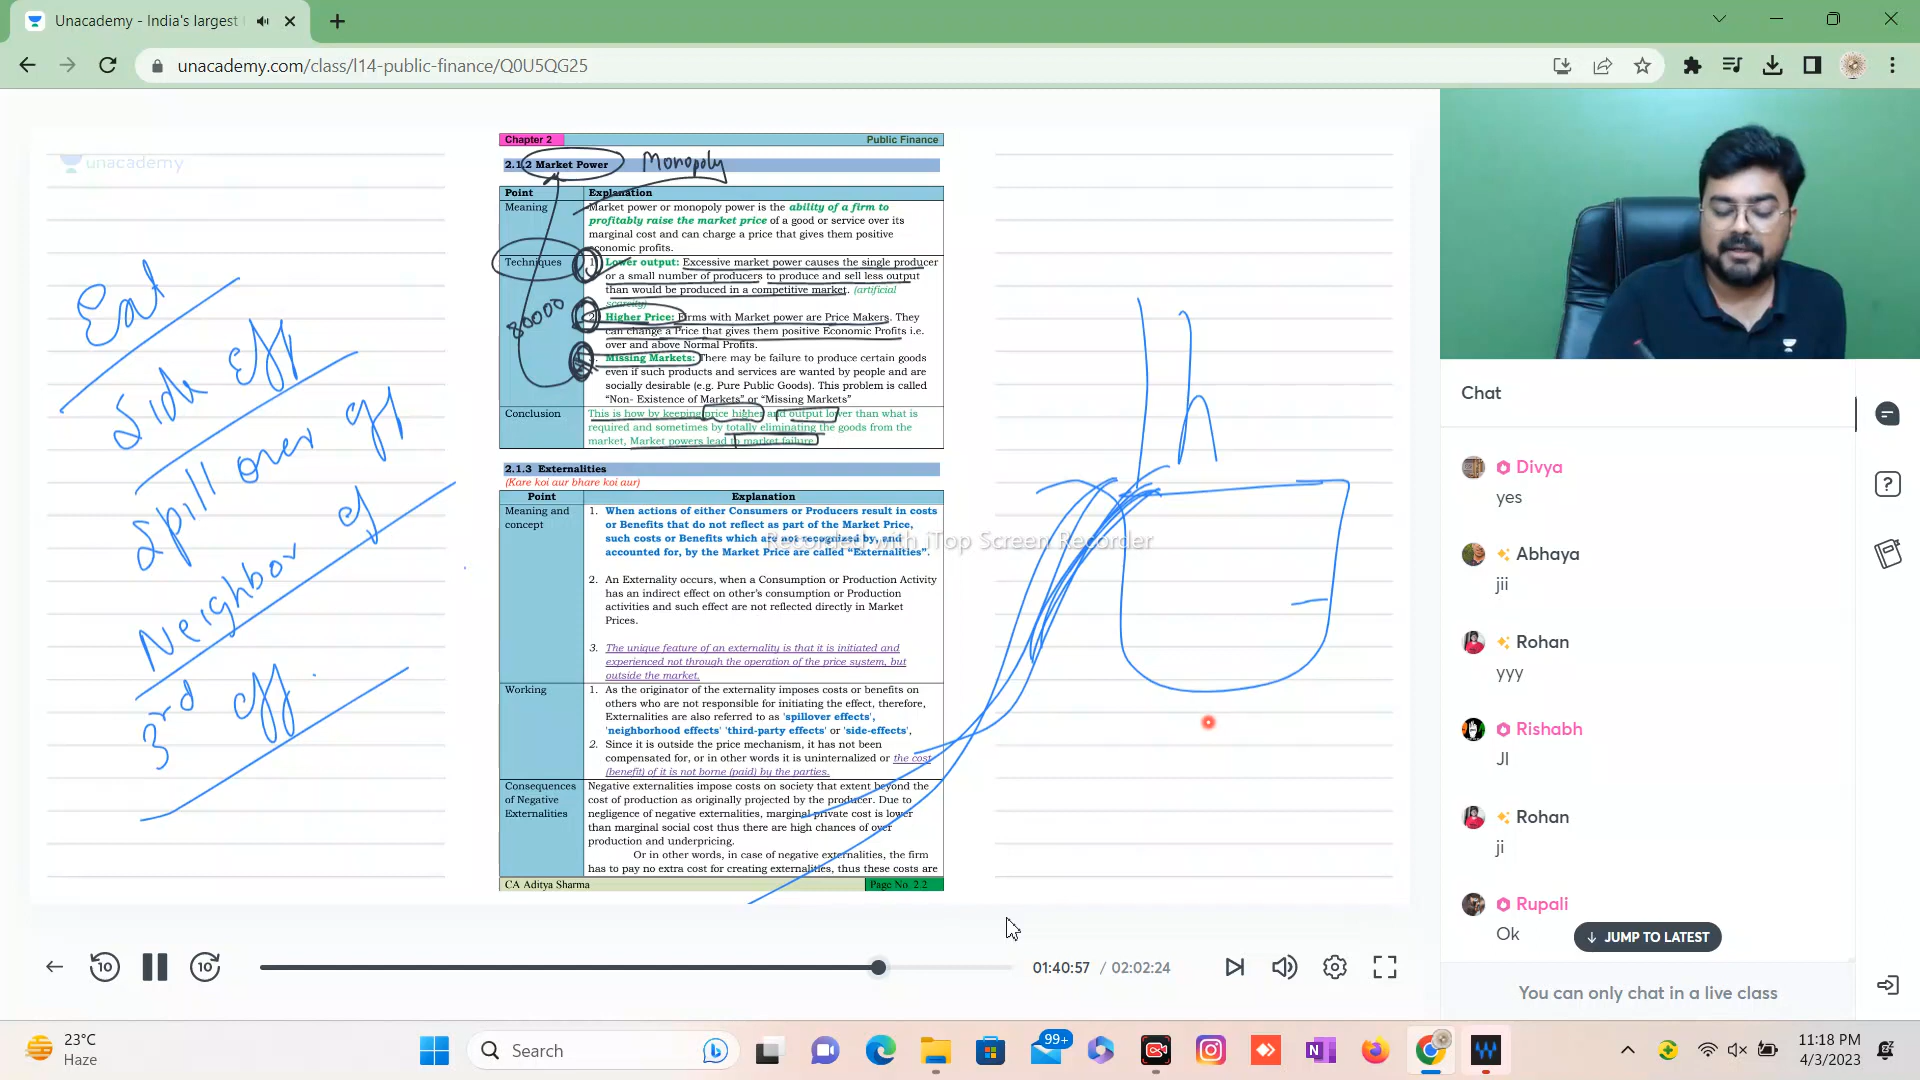 Unacademy - India's largest
unacademy.com/class/l14-public-finance/Q0U5QG25
unacademy
Eat
Side Eff
Spill over ef
Neighbor ef
3rd eff.
Chapter 2 Public Finance
2.1.2 Market Power Monopoly
Point Explanation
Meaning
Market power or monopoly power is the ability of a firm to
profitably raise the market price of a good or service over its
marginal cost and can charge a price that gives them positive
economic profits.
Techniques
1. Lower output: Excessive market power causes the single producer
or a small number of producers to produce and sell less output
than would be produced in a competitive market. (artificial
scarcity)
80000
2. Higher Price: Firms with Market power are Price Makers. They
can change a Price that gives them positive Economic Profits i.e.
over and above Normal Profits.
3. Missing Markets: There may be failure to produce certain goods
even if such products and services are wanted by people and are
socially desirable (e.g. Pure Public Goods). This problem is called
“Non- Existence of Markets” or “Missing Markets”
Conclusion
This is how by keeping price higher and output lower than what is
required and sometimes by totally eliminating the goods from the
market, Market powers lead to market failure.
2.1.3 Externalities
(Kare koi aur bhare koi aur)
Point Explanation
Meaning and
concept
1. When actions of either Consumers or Producers result in costs
or Benefits that do not reflect as part of the Market Price,
such costs or Benefits which are not recognized by, and
accounted for, by the Market Price are called “Externalities”.
2. An Externality occurs, when a Consumption or Production Activity
has an indirect effect on other's consumption or Production
activities and such effect are not reflected directly in Market
Prices.
3. The unique feature of an externality is that it is initiated and
experienced not through the operation of the price system, but
outside the market.
Working
1. As the originator of the externality imposes costs or benefits on
others who are not responsible for initiating the effect, therefore,
Externalities are also referred to as 'spillover effects',
'neighborhood effects' 'third-party effects' or 'side-effects',
2. Since it is outside the price mechanism, it has not been
compensated for, or in other words it is uninternalized or the cost
(benefit) of it is not borne (paid) by the parties.
Consequences
of Negative
Externalities
Negative externalities impose costs on society that extent beyond the
cost of production as originally projected by the producer. Due to
negligence of negative externalities, marginal private cost is lower
than marginal social cost thus there are high chances of over
production and underpricing.
Or in other words, in case of negative externalities, the firm
has to pay no extra cost for creating externalities, thus these costs are
CA Aditya Sharma Page No 2.2
Recorded with iTop Screen Recorder
Chat
Divya
yes
Abhaya
jii
Rohan
yyy
Rishabh
JI
Rohan
ji
Rupali
Ok
JUMP TO LATEST
You can only chat in a live class
10 10 01:40:57 / 02:02:24
23°C
Haze
Search
99+
11:18 PM
4/3/2023